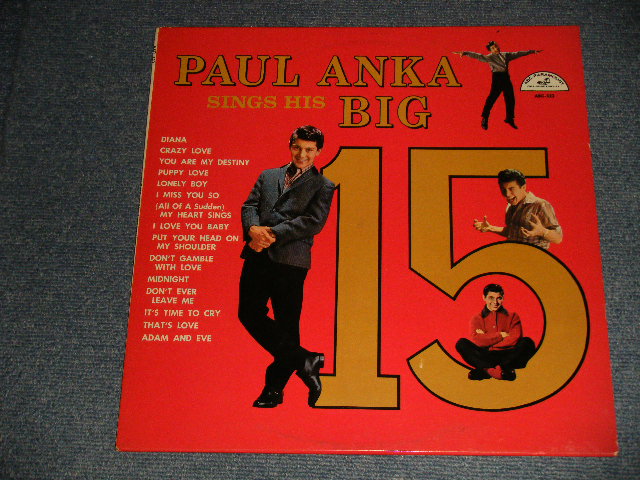 PAUL ANKA
SINGS HIS BIG
15
ABC-PARAMOUNT
DIANA
CRAZY LOVE
YOU ARE MY DESTINY
PUPPY LOVE
LONELY BOY
I MISS YOU SO
(All Of A Sudden)
MY HEART SINGS
I LOVE YOU BABY
PUT YOUR HEAD ON
MY SHOULDER
DON'T GAMBLE
WITH LOVE
MIDNIGHT
DON'T EVER
LEAVE ME
IT'S TIME TO CRY
THAT'S LOVE
ADAM AND EVE